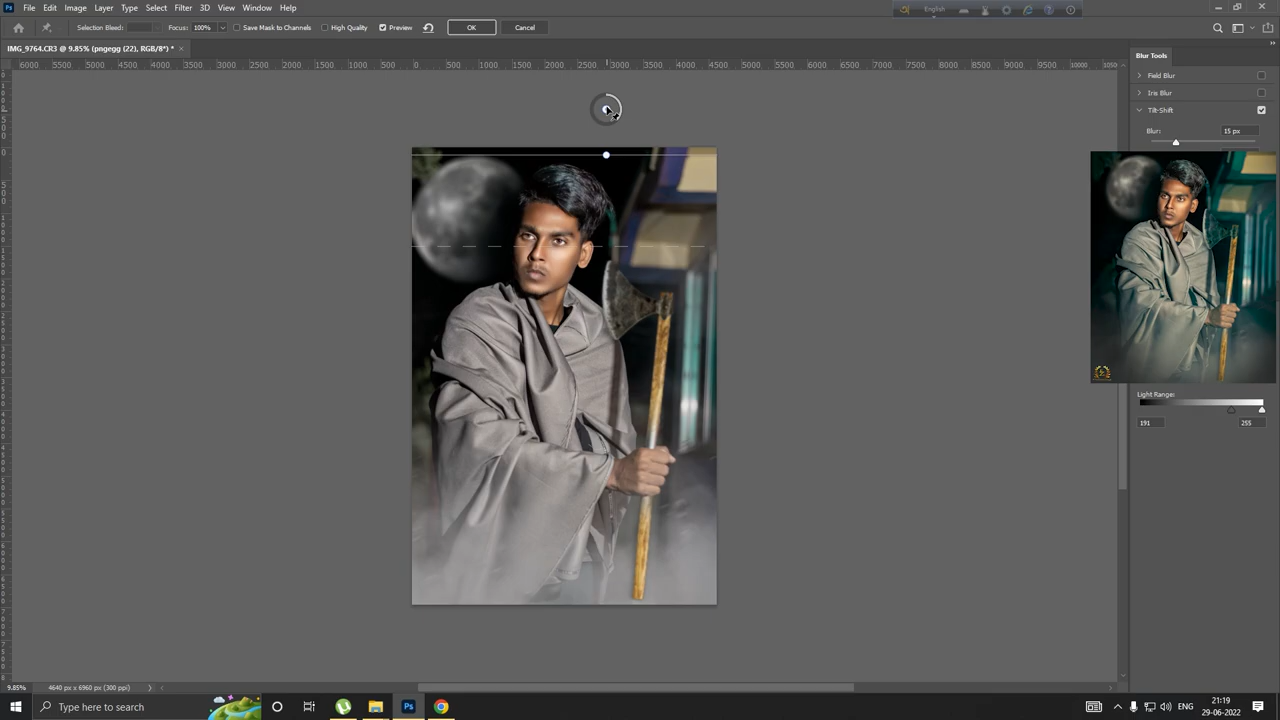 File Edit Image Layer Type Select Filter 3D View Window Help
English
Selection Bleed: Focus: 100% Save Mask to Channels High Quality Preview OK Cancel
IMG_9764.CR3 @ 9.85% (pngegg (22), RGB/8*) * ×
6000 5500 5000 4500 4000 3500 3000 2500 2000 1500 1000 500 0 500 1000 1500 2000 2500 3000 3500 4000 4500 5000 5500 6000 6500 7000 7500 8000 8500 9000 9500 10000 1050
Blur Tools
Field Blur
Iris Blur
Tilt-Shift
Blur: 15 px
Light Range:
191 255
9.85% 4640 px x 6960 px (300 ppi)
Type here to search
ENG
21:19
29-06-2022